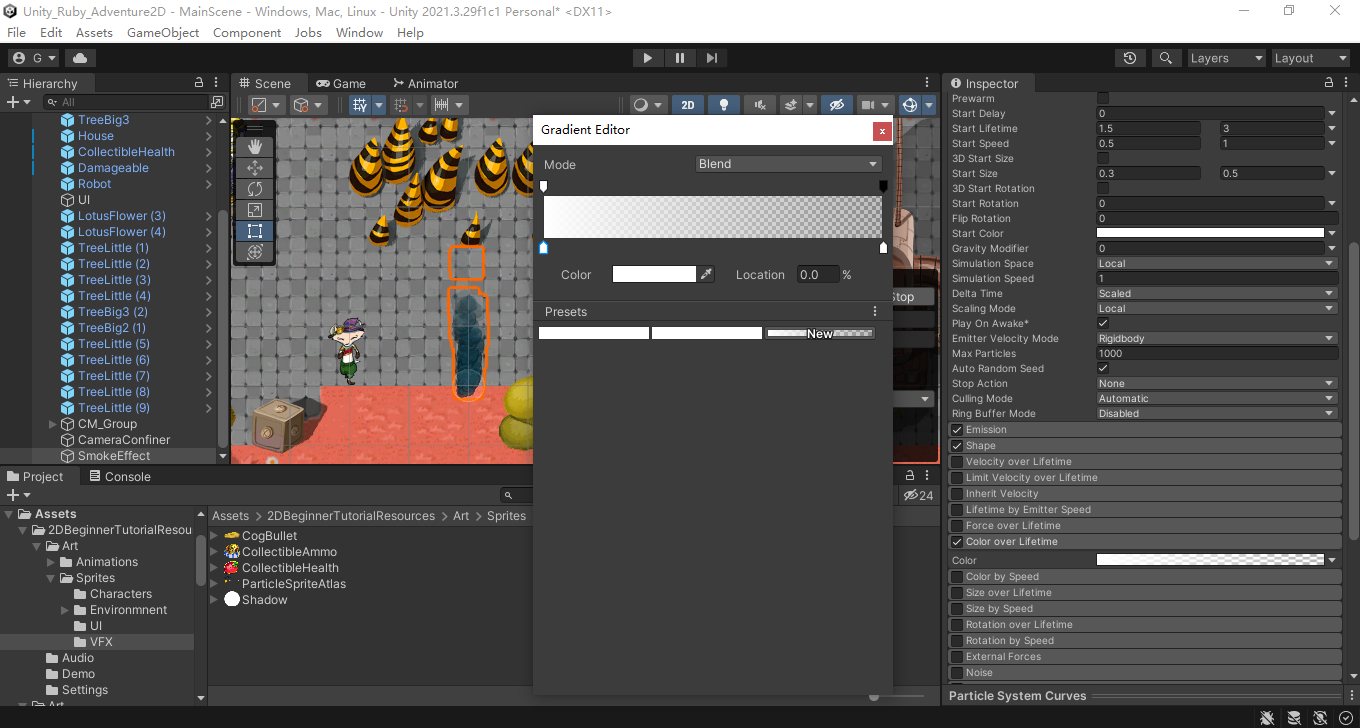 Unity_Ruby_Adventure2D - MainScene - Windows, Mac, Linux - Unity 2021.3.29f1c1 Personal* <DX11>
File Edit Assets GameObject Component Jobs Window Help
G Layers Layout
Hierarchy
All
TreeBig3
House
CollectibleHealth
Damageable
Robot
UI
LotusFlower (3)
LotusFlower (4)
TreeLittle (1)
TreeLittle (2)
TreeLittle (3)
TreeLittle (4)
TreeBig3 (2)
TreeBig2 (1)
TreeLittle (5)
TreeLittle (6)
TreeLittle (7)
TreeLittle (8)
TreeLittle (9)
CM_Group
CameraConfiner
SmokeEffect
Scene Game Animator
2D
Stop
Gradient Editor
x
Mode Blend
Color Location 0.0 %
Presets
New
Inspector
Prewarm
Start Delay 0
Start Lifetime 1.5 3
Start Speed 0.5 1
3D Start Size
Start Size 0.3 0.5
3D Start Rotation
Start Rotation 0
Flip Rotation 0
Start Color
Gravity Modifier 0
Simulation Space Local
Simulation Speed 1
Delta Time Scaled
Scaling Mode Local
Play On Awake*
Emitter Velocity Mode Rigidbody
Max Particles 1000
Auto Random Seed
Stop Action None
Culling Mode Automatic
Ring Buffer Mode Disabled
Emission
Shape
Velocity over Lifetime
Limit Velocity over Lifetime
Inherit Velocity
Lifetime by Emitter Speed
Force over Lifetime
Color over Lifetime
Color
Color by Speed
Size over Lifetime
Size by Speed
Rotation over Lifetime
Rotation by Speed
External Forces
Noise
Particle System Curves
Project Console
24
Assets
2DBeginnerTutorialResou
Art
Animations
Sprites
Characters
Environmnent
UI
VFX
Audio
Demo
Settings
Art
Assets > 2DBeginnerTutorialResources > Art > Sprites
CogBullet
CollectibleAmmo
CollectibleHealth
ParticleSpriteAtlas
Shadow